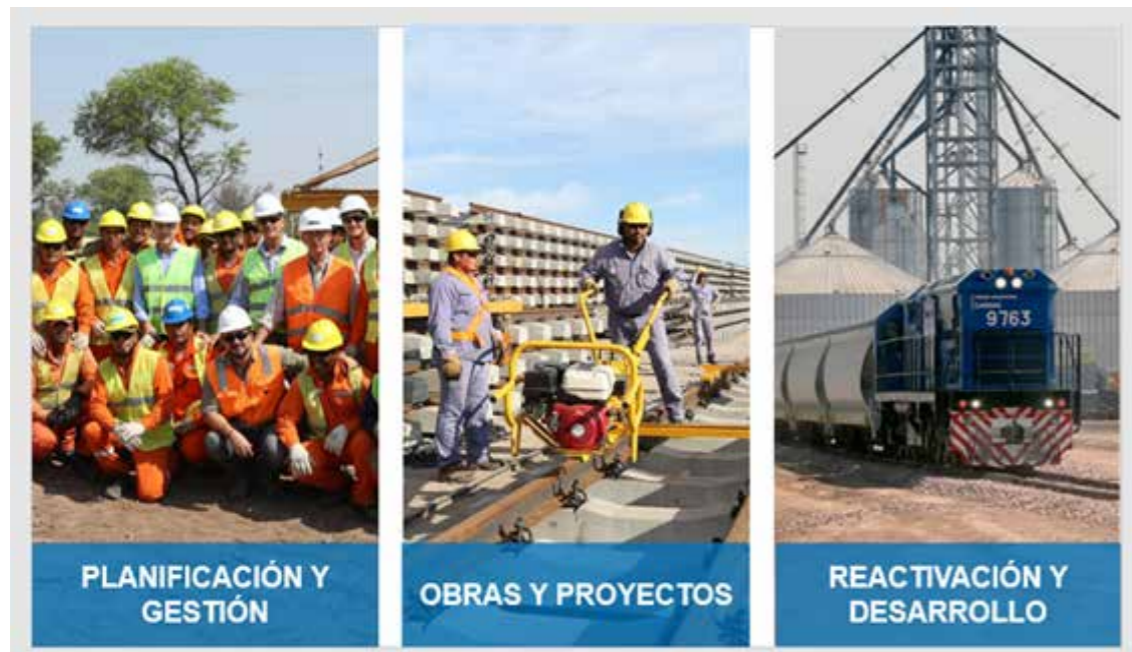 9763
PLANIFICACIÓN Y
GESTIÓN
OBRAS Y PROYECTOS
REACTIVACIÓN Y
DESARROLLO